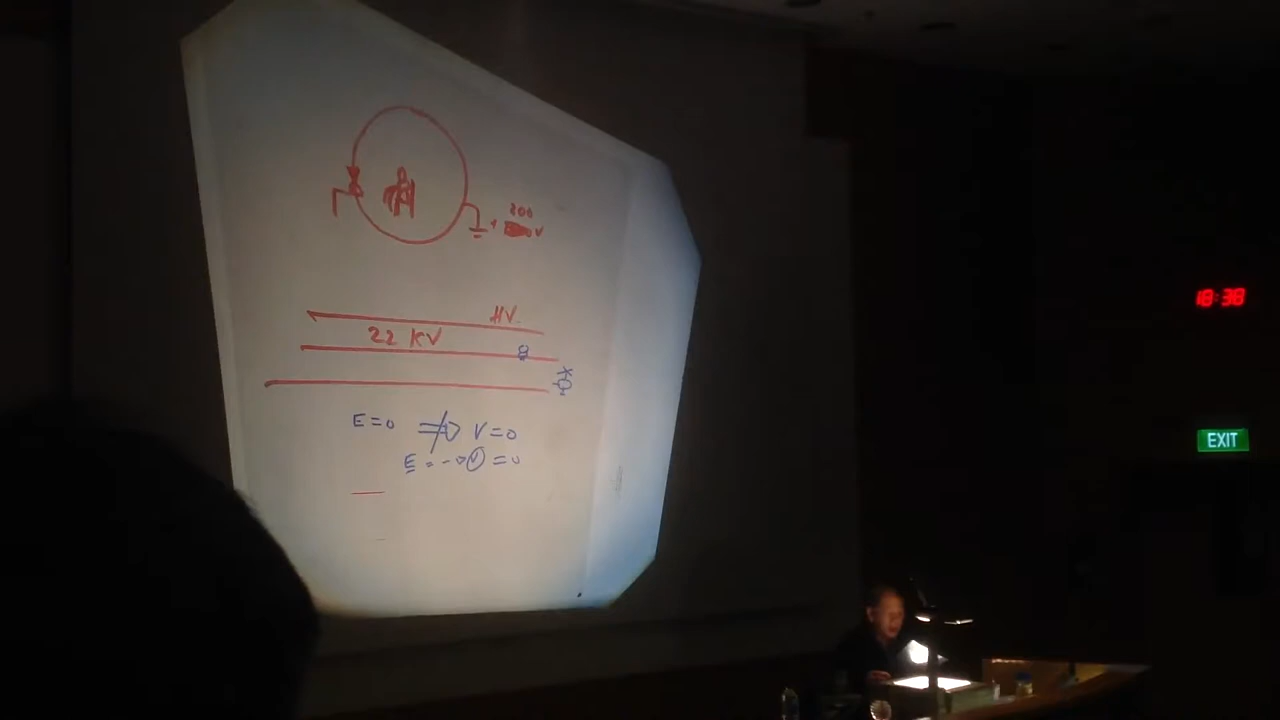 200
V
HV.
22 KV
E=0 ⇏ V=0
=0
18:38
EXIT